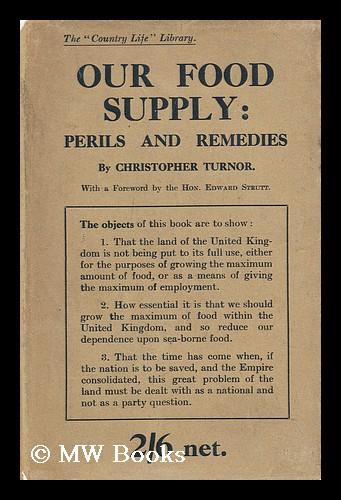 The "Country Life" Library.
OUR FOOD
SUPPLY:
PERILS AND REMEDIES
By CHRISTOPHER TURNOR.
With a Foreword by the HON. EDWARD STRUTT.
The objects of this book are to show:
1. That the land of the United King-
dom is not being put to its full use, either
for the purposes of growing the maximum
amount of food, or as a means of giving
the maximum of employment.
2. How essential it is that we should
grow the maximum of food within the
United Kingdom, and so reduce our
dependence upon sea-borne food.
3. That the time has come when, if
the nation is to be saved, and the Empire
consolidated, this great problem of the
land must be dealt with as a national and
not as a party question.
2/6 net.
© MW Books